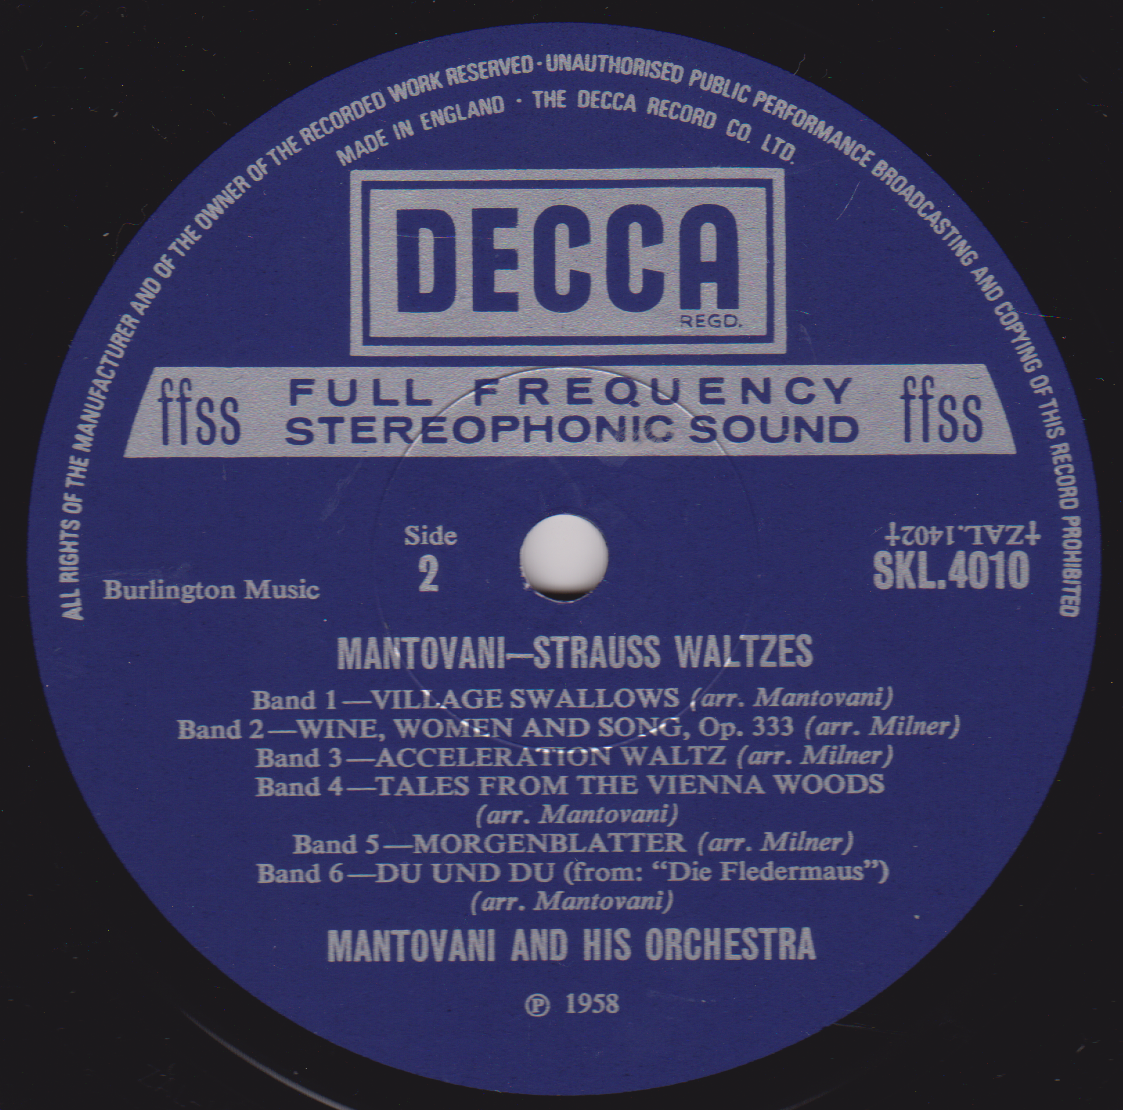 ALL RIGHTS OF THE MANUFACTURER AND OF THE OWNER OF THE RECORDED WORK RESERVED · UNAUTHORISED PUBLIC PERFORMANCE BROADCASTING AND COPYING OF THIS RECORD PROHIBITED
MADE IN ENGLAND · THE DECCA RECORD CO. LTD.
DECCA
REGD.
ffss FULL FREQUENCY ffss
STEREOPHONIC SOUND
Side
2
Burlington Music
‡ZAL.1402†
SKL.4010
MANTOVANI—STRAUSS WALTZES
Band 1—VILLAGE SWALLOWS (arr. Mantovani)
Band 2—WINE, WOMEN AND SONG, Op. 333 (arr. Milner)
Band 3—ACCELERATION WALTZ (arr. Milner)
Band 4—TALES FROM THE VIENNA WOODS
(arr. Mantovani)
Band 5—MORGENBLATTER (arr. Milner)
Band 6—DU UND DU (from: “Die Fledermaus”)
(arr. Mantovani)
MANTOVANI AND HIS ORCHESTRA
℗ 1958